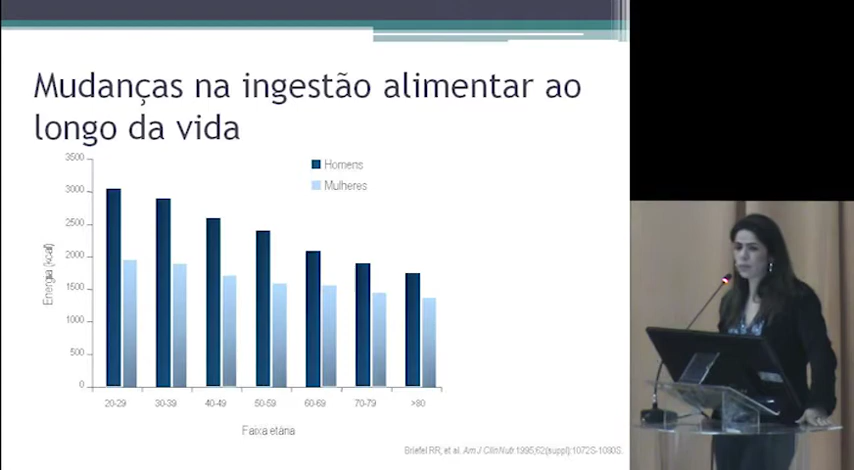 Mudanças na ingestão alimentar ao
longo da vida
3500
3000
2500
2000
1500
1000
500
0
Energia (kcal)
Homens
Mulheres
20-29 30-39 40-49 50-59 60-69 70-79 >80
Faixa etária
Briefel RR, et al. Am J Clin Nutr 1995;62(suppl):1072S-1080S.